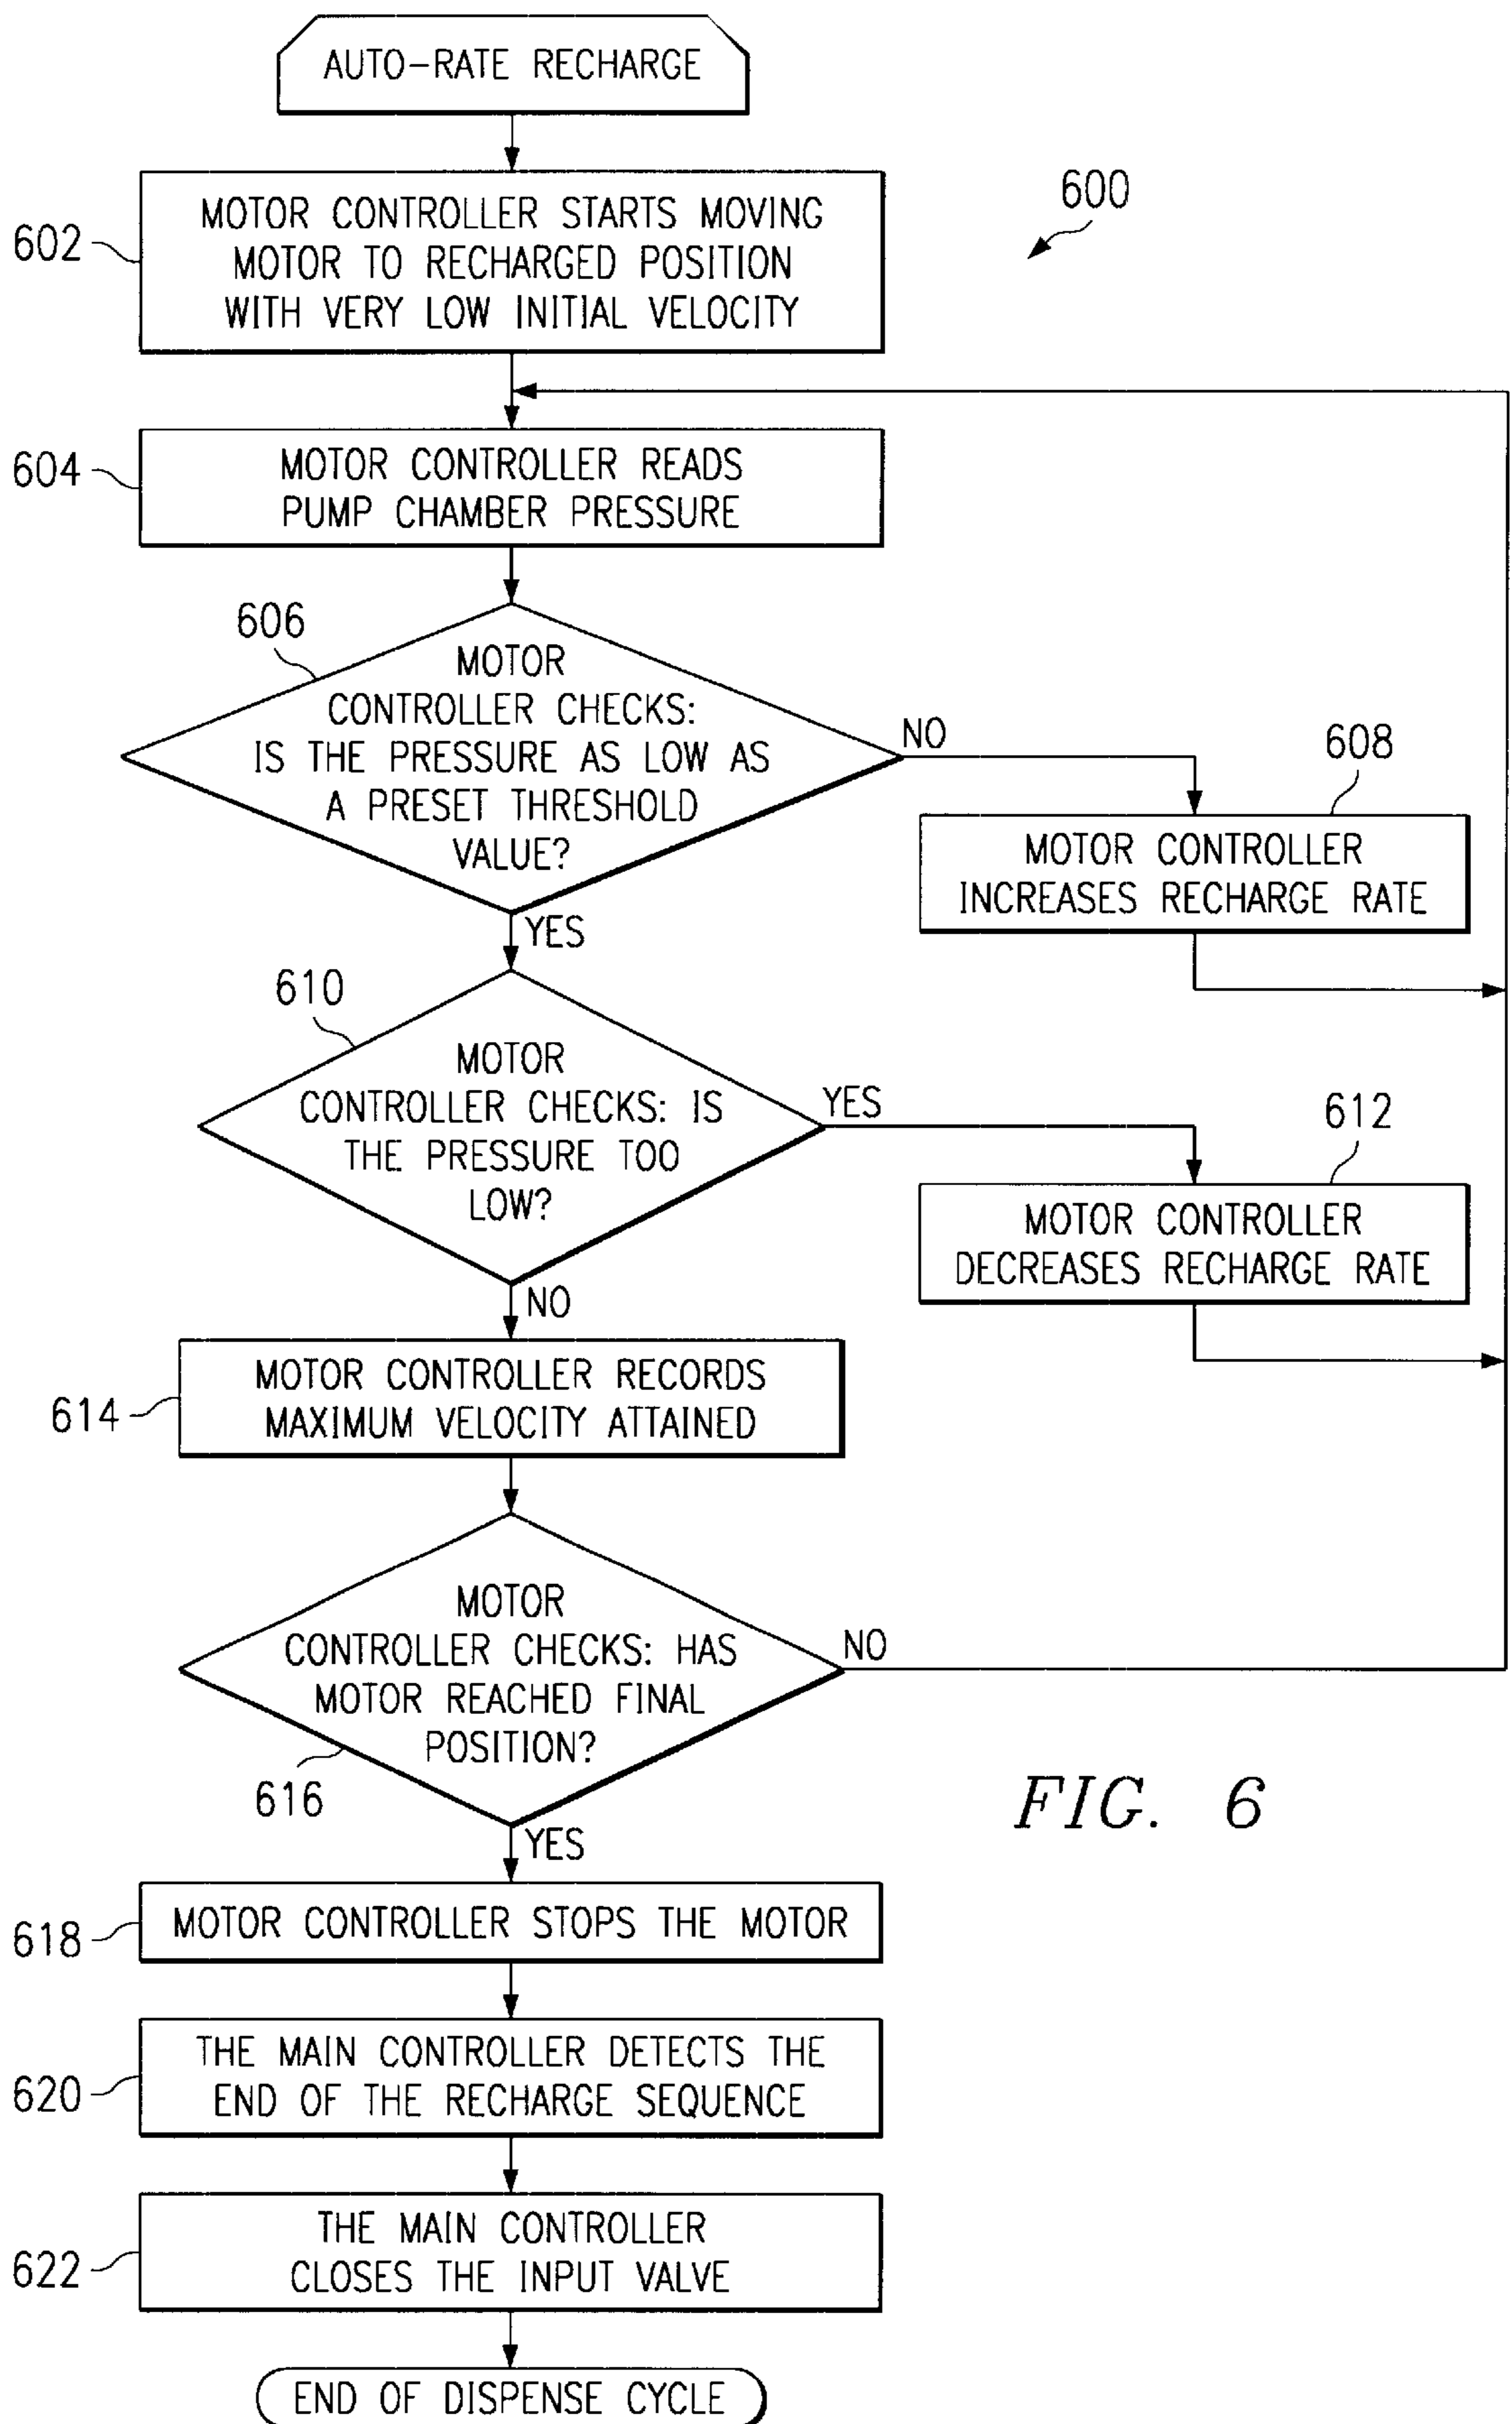 AUTO-RATE RECHARGE
600
602
MOTOR CONTROLLER STARTS MOVING
MOTOR TO RECHARGED POSITION
WITH VERY LOW INITIAL VELOCITY
604
MOTOR CONTROLLER READS
PUMP CHAMBER PRESSURE
606
MOTOR
CONTROLLER CHECKS:
IS THE PRESSURE AS LOW AS
A PRESET THRESHOLD
VALUE?
NO
608
MOTOR CONTROLLER
INCREASES RECHARGE RATE
YES
610
MOTOR
CONTROLLER CHECKS: IS
THE PRESSURE TOO
LOW?
YES
612
MOTOR CONTROLLER
DECREASES RECHARGE RATE
NO
614
MOTOR CONTROLLER RECORDS
MAXIMUM VELOCITY ATTAINED
MOTOR
CONTROLLER CHECKS: HAS
MOTOR REACHED FINAL
POSITION?
NO
616
YES
FIG. 6
618
MOTOR CONTROLLER STOPS THE MOTOR
620
THE MAIN CONTROLLER DETECTS THE
END OF THE RECHARGE SEQUENCE
622
THE MAIN CONTROLLER
CLOSES THE INPUT VALVE
END OF DISPENSE CYCLE